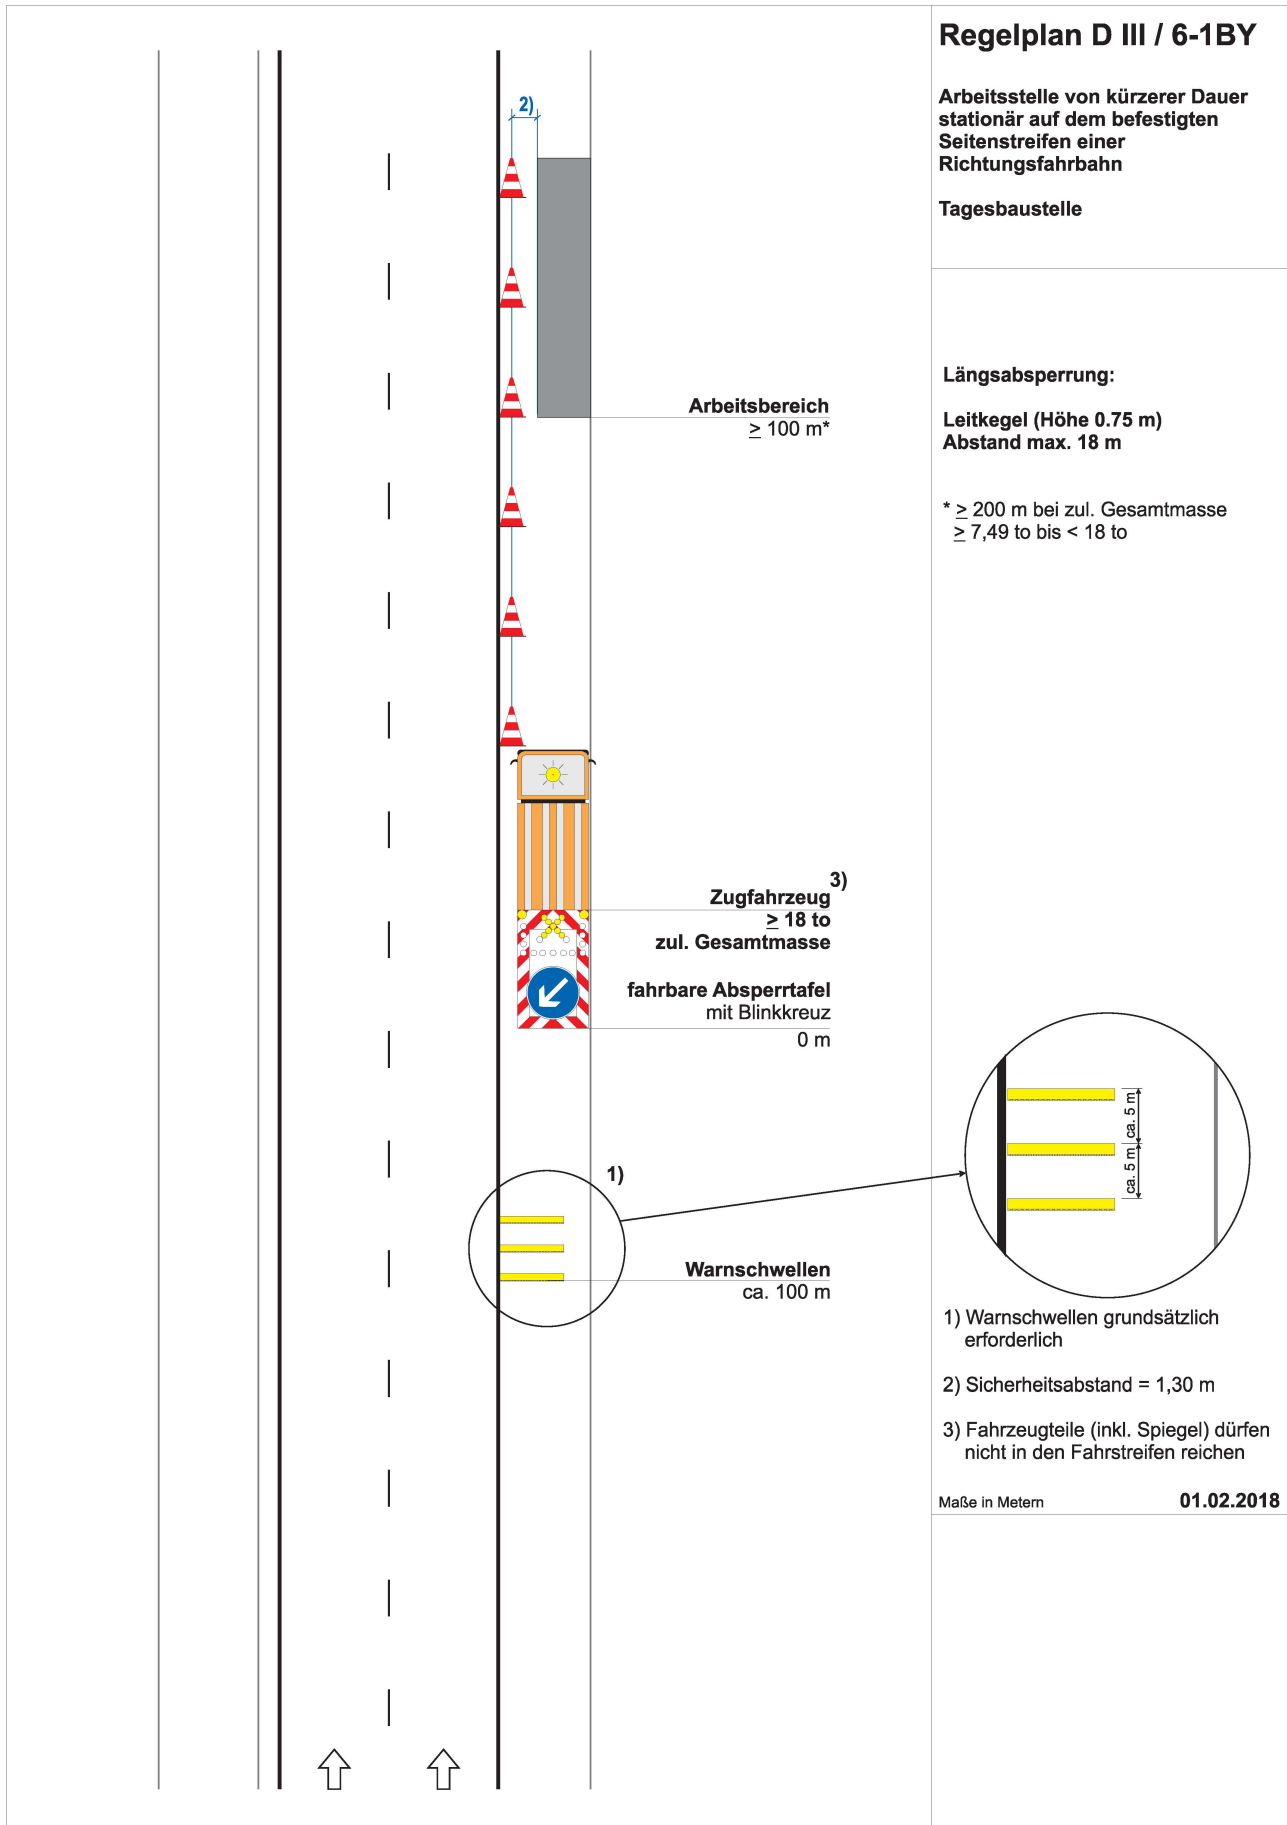 Regelplan D III / 6-1BY
Arbeitsstelle von kürzerer Dauer
stationär auf dem befestigten
Seitenstreifen einer
Richtungsfahrbahn
Tagesbaustelle
2)
Längsabsperrung:
Leitkegel (Höhe 0.75 m)
Abstand max. 18 m
* ≥ 200 m bei zul. Gesamtmasse
≥ 7,49 to bis < 18 to
Arbeitsbereich
≥ 100 m*
3)
Zugfahrzeug
≥ 18 to
zul. Gesamtmasse
fahrbare Absperrtafel
mit Blinkkreuz
0 m
1)
Warnschwellen
ca. 100 m
ca. 5 m
ca. 5 m
1) Warnschwellen grundsätzlich
erforderlich
2) Sicherheitsabstand = 1,30 m
3) Fahrzeugteile (inkl. Spiegel) dürfen
nicht in den Fahrstreifen reichen
Maße in Metern 01.02.2018